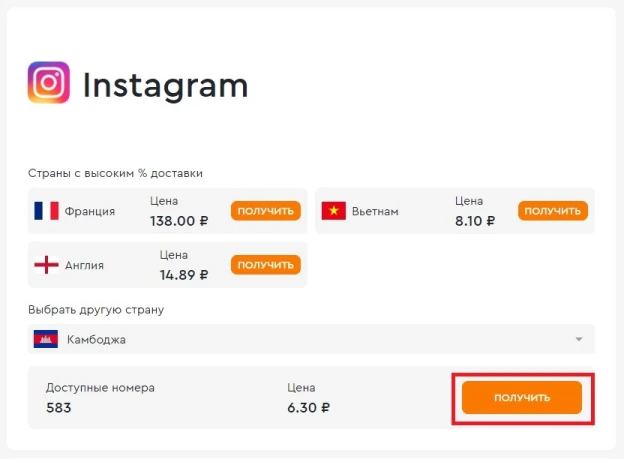 Instagram
Страны с высоким % доставки
Франция
Цена
138.00 ₽
ПОЛУЧИТЬ
Вьетнам
Цена
8.10 ₽
ПОЛУЧИТЬ
Англия
Цена
14.89 ₽
ПОЛУЧИТЬ
Выбрать другую страну
Камбоджа
Доступные номера
583
Цена
6.30 ₽
ПОЛУЧИТЬ